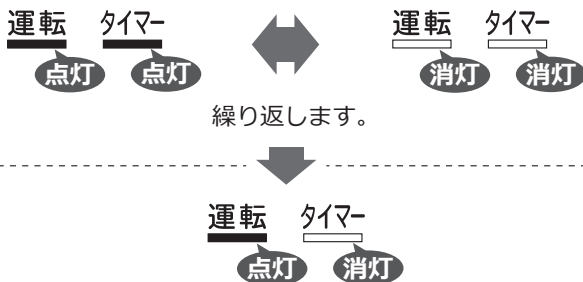 運転 タイマー 運転 タイマー
点灯 点灯 消灯 消灯
繰り返します。
運転 タイマー
点灯 消灯